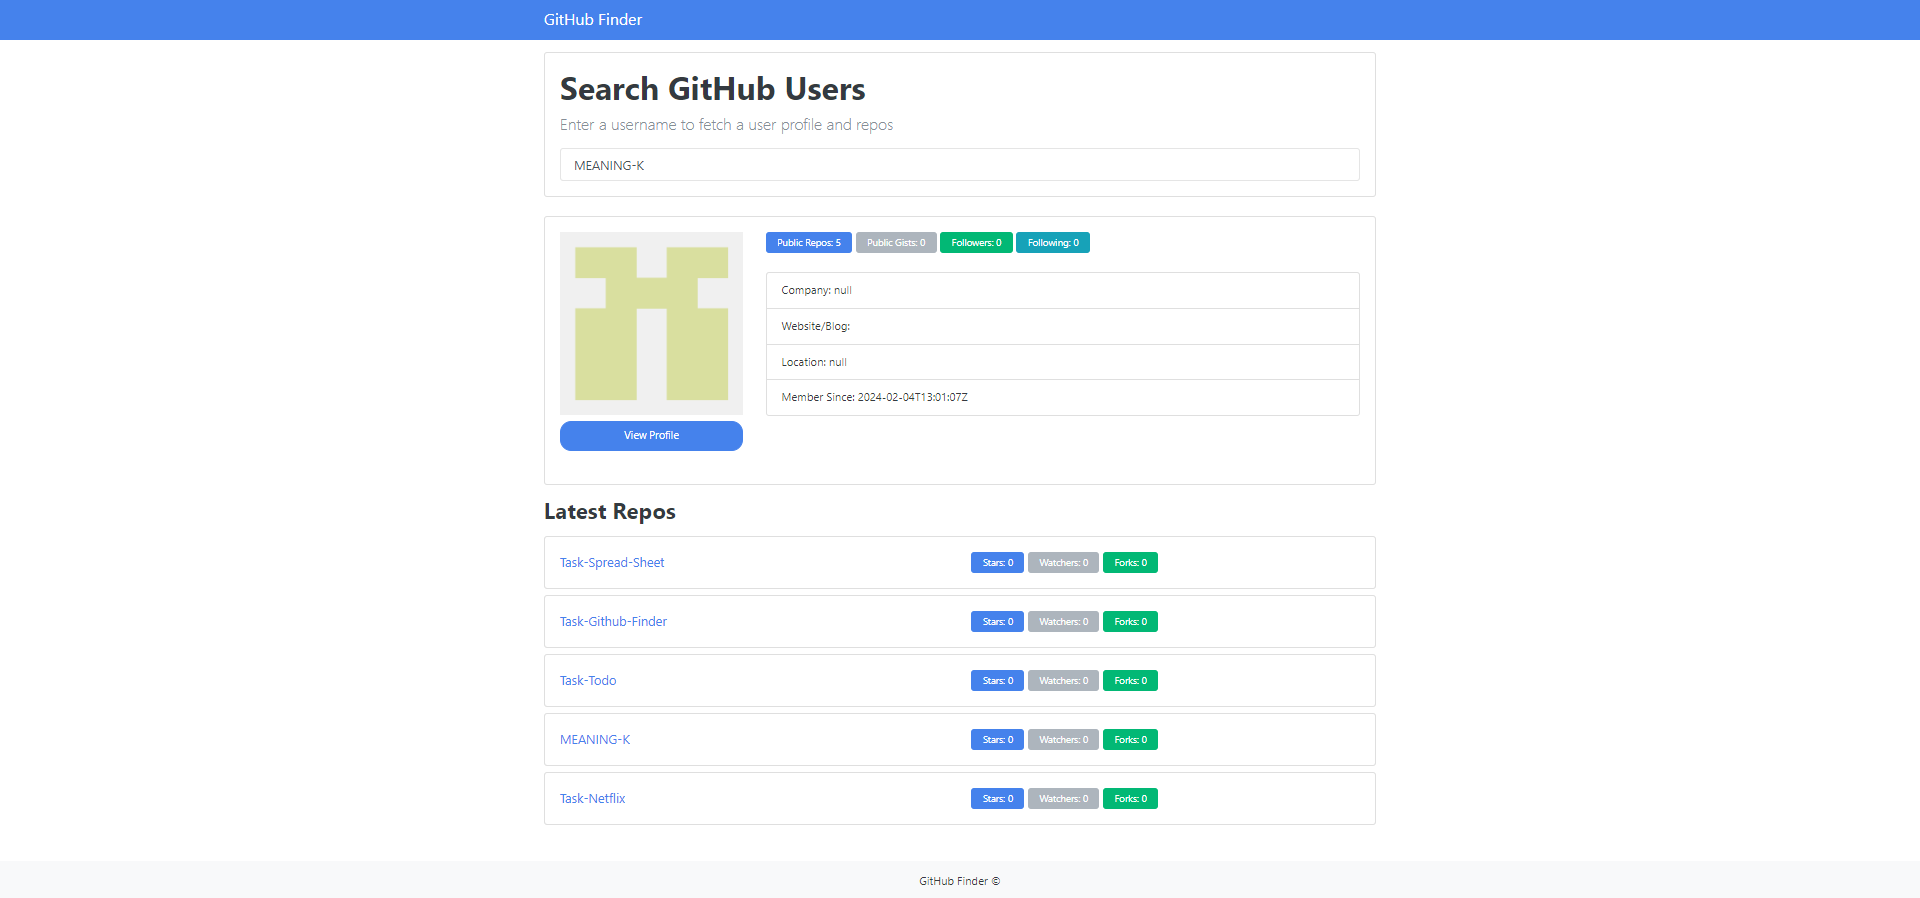 GitHub Finder
Search GitHub Users
Enter a username to fetch a user profile and repos
MEANING-K
Public Repos: 5 Public Gists: 0 Followers: 0 Following: 0
Company: null
Website/Blog:
Location: null
Member Since: 2024-02-04T13:01:07Z
View Profile
Latest Repos
Task-Spread-Sheet Stars: 0 Watchers: 0 Forks: 0
Task-Github-Finder Stars: 0 Watchers: 0 Forks: 0
Task-Todo Stars: 0 Watchers: 0 Forks: 0
MEANING-K Stars: 0 Watchers: 0 Forks: 0
Task-Netflix Stars: 0 Watchers: 0 Forks: 0
GitHub Finder ©